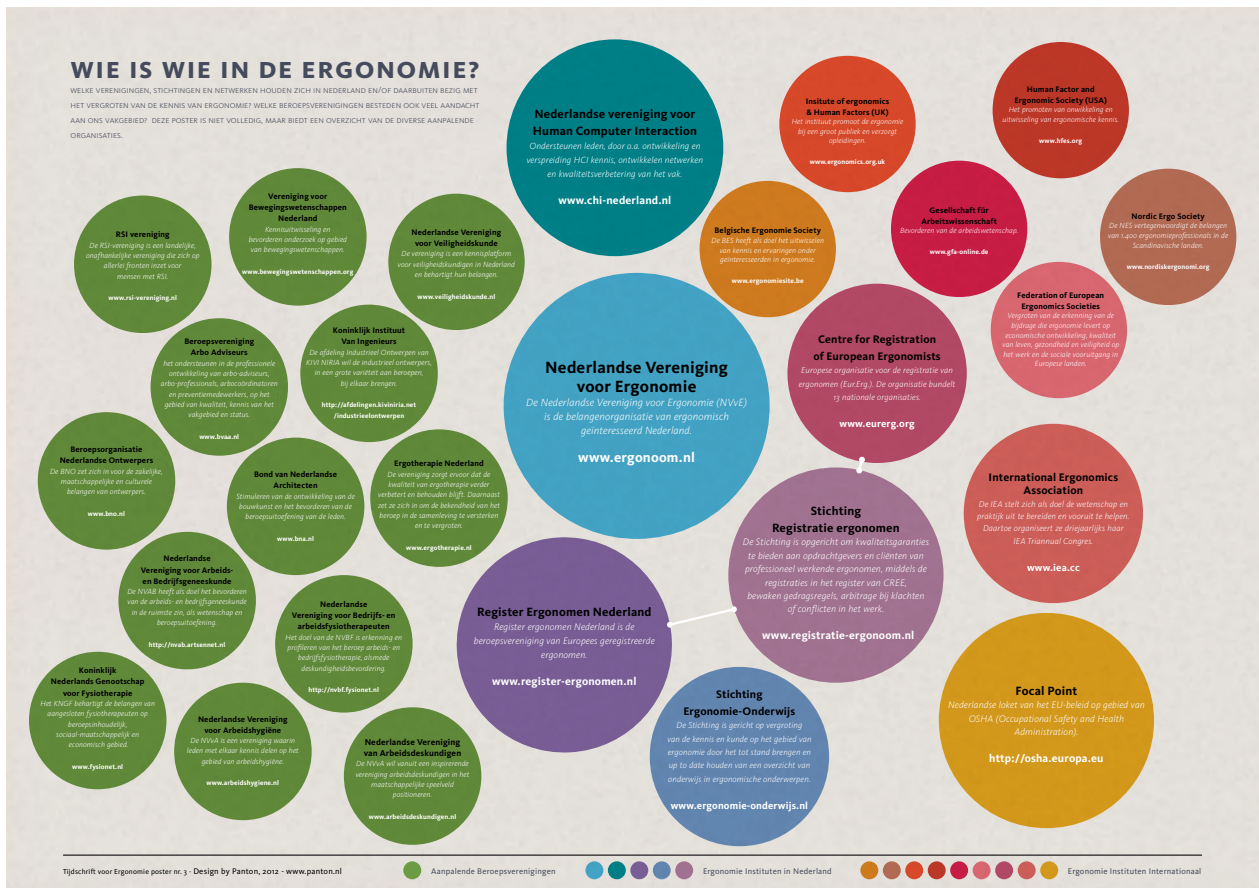 WIE IS WIE IN DE ERGONOMIE?
WELKE VERENIGINGEN, STICHTINGEN EN NETWERKEN HOUDEN ZICH IN NEDERLAND EN/OF DAARBUITEN BEZIG MET
HET VERGROTEN VAN DE KENNIS VAN ERGONOMIE? WELKE BEROEPSVERENIGINGEN BESTEDEN OOK VEEL AANDACHT
AAN ONS VAKGEBIED? DEZE POSTER IS NIET VOLLEDIG, MAAR BIEDT EEN OVERZICHT VAN DE DIVERSE AANPALENDE
ORGANISATIES.
Nederlandse vereniging voor
Human Computer Interaction
Ondersteunen leden, door o.a. ontwikkeling en
verspreiding HCI kennis, ontwikkelen netwerken
en kwaliteitsverbetering van het vak.
www.chi-nederland.nl
Insitute of ergonomics
& Human Factors (UK)
Het instituut promoot de ergonomie
bij een groot publiek en verzorgt
opleidingen.
www.ergonomics.org.uk
Human Factor and
Ergonomic Society (USA)
Het promoten van onwikkeling en
uitwisseling van ergonomische kennis.
www.hfes.org
RSI vereniging
De RSI-vereniging is een landelijke,
onafhankelijke vereniging die zich op
allerlei fronten inzet voor
mensen met RSI.
www.rsi-vereniging.nl
Vereniging voor
Bewegingswetenschappen
Nederland
Kennisuitwisseling en
bevorderen onderzoek op gebied
van bewegingswetenschappen.
www.bewegingswetenschappen.org
Nederlandse Vereniging
voor Veiligheidskunde
De vereniging is een kennisplatform
voor veiligheidskundigen in Nederland
en behartigt hun belangen.
www.veiligheidskunde.nl
Belgische Ergonomie Society
De BES heeft als doel het uitwisselen
van kennis en ervaringen onder
geïnteresseerden in ergonomie.
www.ergonomiesite.be
Gesellschaft für
Arbeitswissenschaft
Bevorderen van de arbeidswetenschap.
www.gfa-online.de
Nordic Ergo Society
De NES vertegenwoordigt de belangen
van 1.400 ergonomieprofessionals in de
Scandinavische landen.
www.nordiskergonomi.org
Federation of European
Ergonomics Societies
Vergroten van de erkenning van de
bijdrage die ergonomie levert op
economische ontwikkeling, kwaliteit
van leven, gezondheid en veiligheid op
het werk en de sociale vooruitgang in
Europese landen.
Beroepsvereniging
Arbo Adviseurs
het ondersteunen in de professionele
ontwikkeling van arbo-adviseurs,
arbo-professionals, arbocoördinatoren
en preventiemedewerkers, op het
gebied van kwaliteit, kennis van het
vakgebied en status.
www.bvaa.nl
Koninklijk Instituut
Van Ingenieurs
De afdeling Industrieel Ontwerpen van
KIVI NIRIA wil de industrieel ontwerpers,
in een grote variëteit aan beroepen,
bij elkaar brengen.
http://afdelingen.kiviniria.net
/industrieelontwerpen
Nederlandse Vereniging
voor Ergonomie
De Nederlandse Vereniging voor Ergonomie (NVvE)
is de belangenorganisatie van ergonomisch
geïnteresseerd Nederland.
www.ergonoom.nl
Centre for Registration
of European Ergonomists
Europese organisatie voor de registratie van
ergonomen (Eur.Erg.). De organisatie bundelt
13 nationale organisaties.
www.eurerg.org
Beroepsorganisatie
Nederlandse Ontwerpers
De BNO zet zich in voor de zakelijke,
maatschappelijke en culturele
belangen van ontwerpers.
www.bno.nl
Bond van Nederlandse
Architecten
Stimuleren van de ontwikkeling van de
bouwkunst en het bevorderen van de
beroepsuitoefening van de leden.
www.bna.nl
Ergotherapie Nederland
De vereniging zorgt ervoor dat de
kwaliteit van ergotherapie verder
verbetert en behouden blijft. Daarnaast
zet ze zich in om de bekendheid van het
beroep in de samenleving te versterken
en te vergroten.
www.ergotherapie.nl
International Ergonomics
Association
De IEA stelt zich als doel de wetenschap en
praktijk uit te bereiden en vooruit te helpen.
Daartoe organiseert ze driejaarlijks haar
IEA Triannual Congres.
www.iea.cc
Stichting
Registratie ergonomen
De Stichting is opgericht om kwaliteitsgaranties
te bieden aan opdrachtgevers en cliënten van
professioneel werkende ergonomen, middels de
registraties in het register van CREE,
bewaken gedragsregels, arbitrage bij klachten
of conflicten in het werk.
www.registratie-ergonoom.nl
Nederlandse
Vereniging voor Arbeids-
en Bedrijfsgeneeskunde
De NVAB heeft als doel het bevorderen
van de arbeids- en bedrijfsgeneeskunde
in de ruimste zin, als wetenschap en
beroepsuitoefening.
http://nvab.artsennet.nl
Nederlandse
Vereniging voor Bedrijfs- en
arbeidsfysiotherapeuten
Het doel van de NVBF is erkenning en
profileren van het beroep arbeids- en
bedrijfsfysiotherapie, alsmede
deskundigheidsbevordering.
http://nvbf.fysionet.nl
Register Ergonomen Nederland
Register ergonomen Nederland is de
beroepsvereniging van Europees geregistreerde
ergonomen.
www.register-ergonomen.nl
Koninklijk
Nederlands Genootschap
voor Fysiotherapie
Het KNGF behartigt de belangen van
aangesloten fysiotherapeuten op
beroepsinhoudelijk,
sociaal-maatschappelijk en
economisch gebied.
www.fysionet.nl
Nederlandse Vereniging
voor Arbeidshygiëne
De NVvA is een vereniging waarin
leden met elkaar kennis delen op het
gebied van arbeidshygiëne.
www.arbeidshygiene.nl
Nederlandse Vereniging
van Arbeidsdeskundigen
De NVvA wil vanuit een inspirerende
vereniging arbeidsdeskundigen in het
maatschappelijke speelveld
positioneren.
www.arbeidsdeskundigen.nl
Stichting
Ergonomie-Onderwijs
De Stichting is gericht op vergroting
van de kennis en kunde op het gebied van
ergonomie door het tot stand brengen en
up to date houden van een overzicht van
onderwijs in ergonomische onderwerpen.
www.ergonomie-onderwijs.nl
Focal Point
Nederlandse loket van het EU-beleid op gebied van
OSHA (Occupational Safety and Health
Administration).
http://osha.europa.eu
Tijdschrift voor Ergonomie poster nr. 3 - Design by Panton, 2012 - www.panton.nl
Aanpalende Beroepsverenigingen
Ergonomie Instituten in Nederland
Ergonomie Instituten Internationaal